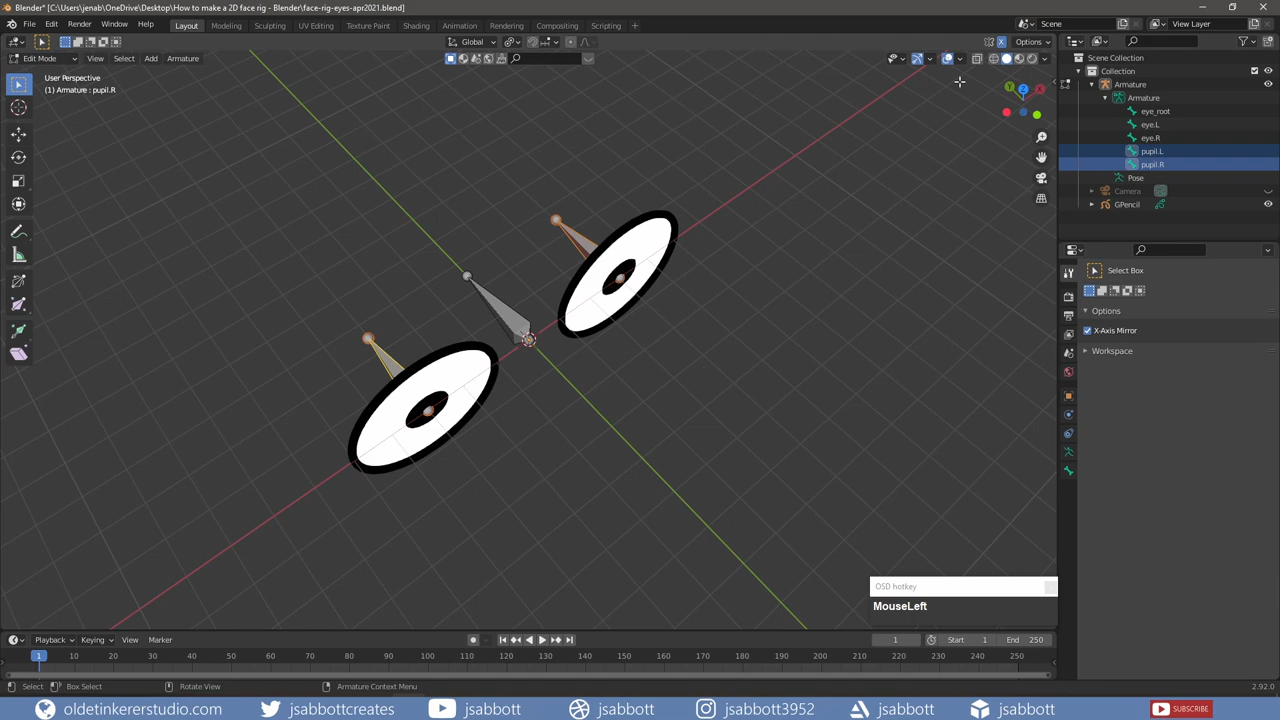 Blender* [C:\Users\jenab\OneDrive\Desktop\How to make a 2D face rig - Blender\face-rig-eyes-apr2021.blend]
File Edit Render Window Help Layout Modeling Sculpting UV Editing Texture Paint Shading Animation Rendering Compositing Scripting Scene View Layer
Global X Options
Edit Mode View Select Add Armature
User Perspective
(1) Armature : pupil.R
Scene Collection
Collection
Armature
Armature
eye_root
eye.L
eye.R
pupil.L
pupil.R
Pose
Camera
GPencil
Select Box
Options
X-Axis Mirror
Workspace
Y Z X
OSD hotkey
MouseLeft
Playback Keying View Marker 1 Start 1 End 250
1 10 20 30 40 50 60 70 80 90 100 110 120 130 140 150 160 170 180 190 200 210 220 230 240 250
Select Box Select Rotate View Armature Context Menu 2.92.0
oldetinkererstudio.com jsabbottcreates jsabbott jsabbott jsabbott3952 jsabbott jsabbott SUBSCRIBE